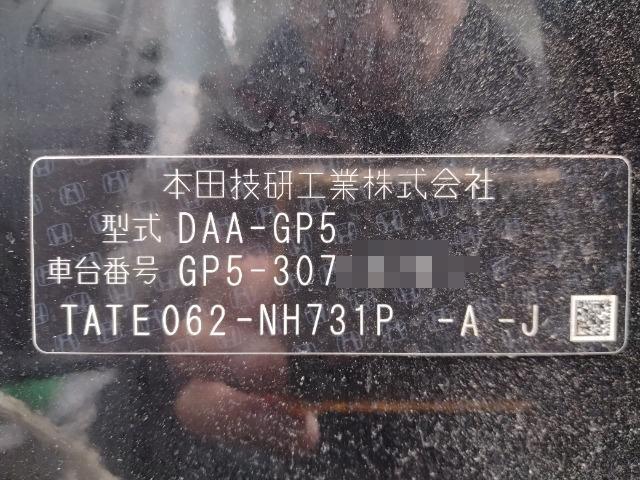 本田技研工業株式会社
型式 DAA-GP5
車台番号 GP5-307
TATE062-NH731P -A -J